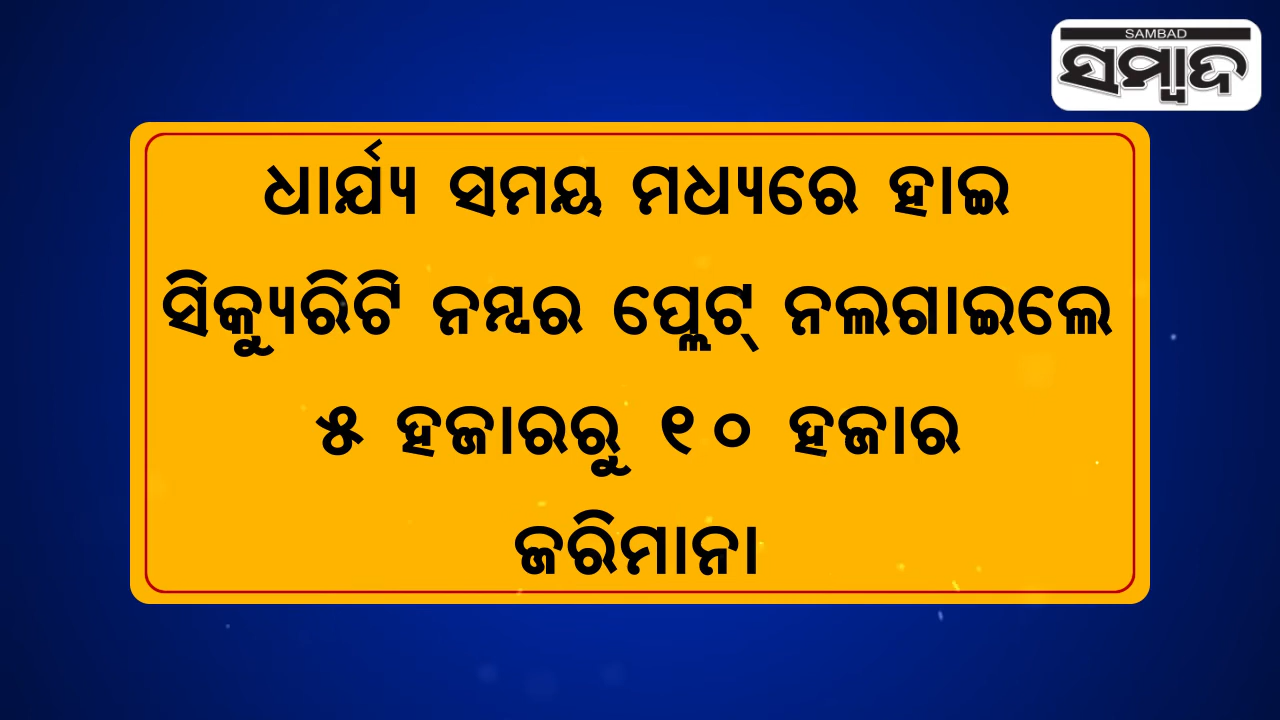 SAMBAD
ସମ୍ବାଦ
ଧାର୍ଯ୍ୟ ସମୟ ମଧ୍ୟରେ ହାଇ
ସିକ୍ୟୁରିଟି ନମ୍ବର ପ୍ଲେଟ୍ ନଲଗାଇଲେ
୫ ହଜାରରୁ ୧୦ ହଜାର
ଜରିମାନା